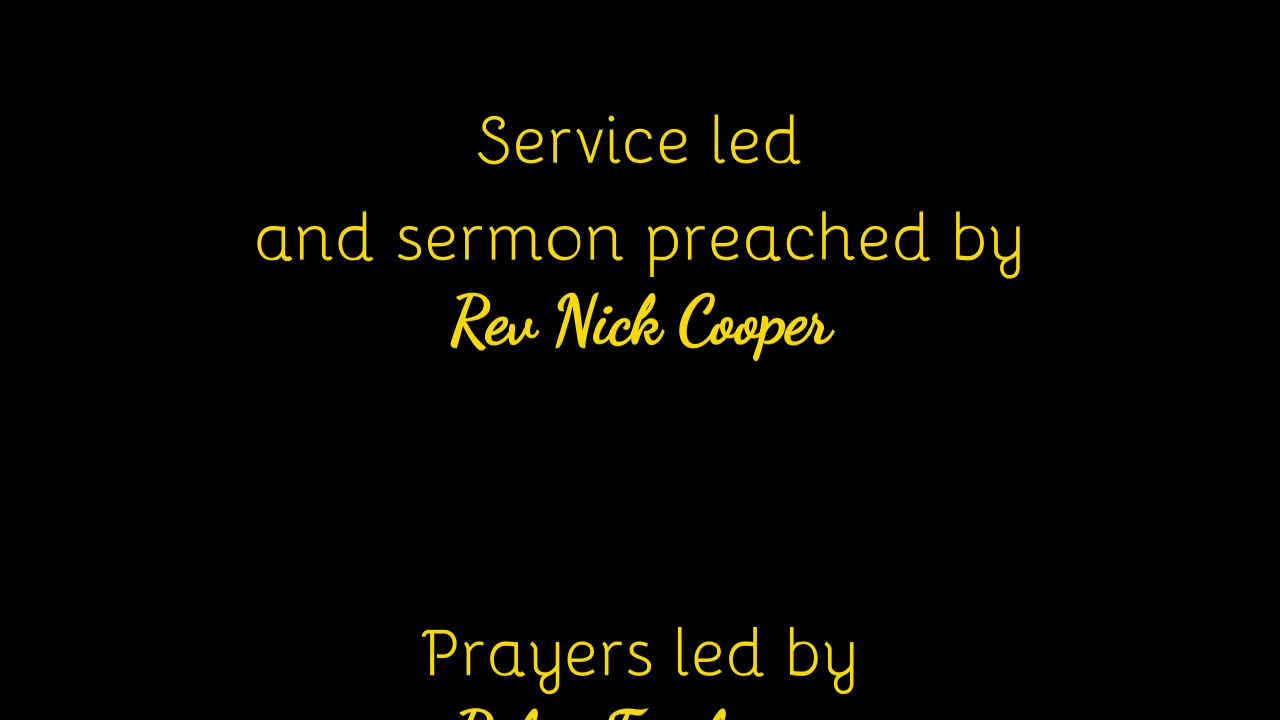 Service led
and sermon preached by
Rev Nick Cooper
Prayers led by